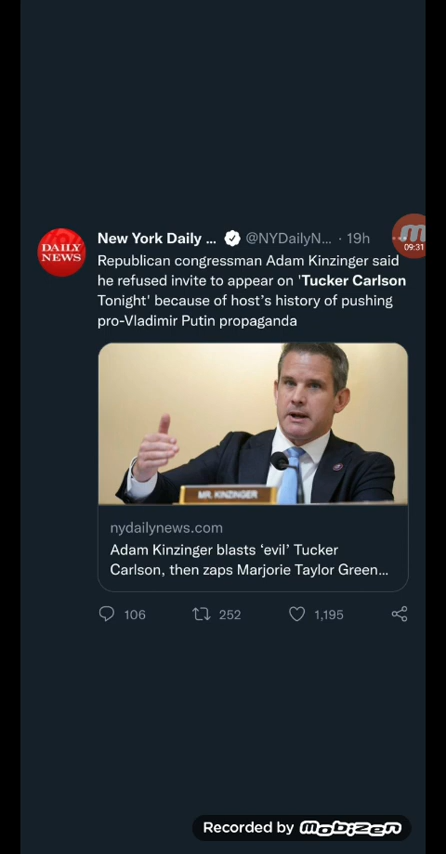 New York Daily ... @NYDailyN... · 19h
09:31
DAILY
NEWS
Republican congressman Adam Kinzinger said
he refused invite to appear on 'Tucker Carlson
Tonight' because of host's history of pushing
pro-Vladimir Putin propaganda
MR. KINZINGER
nydailynews.com
Adam Kinzinger blasts ‘evil’ Tucker
Carlson, then zaps Marjorie Taylor Green...
106 252 1,195
Recorded by mobizen